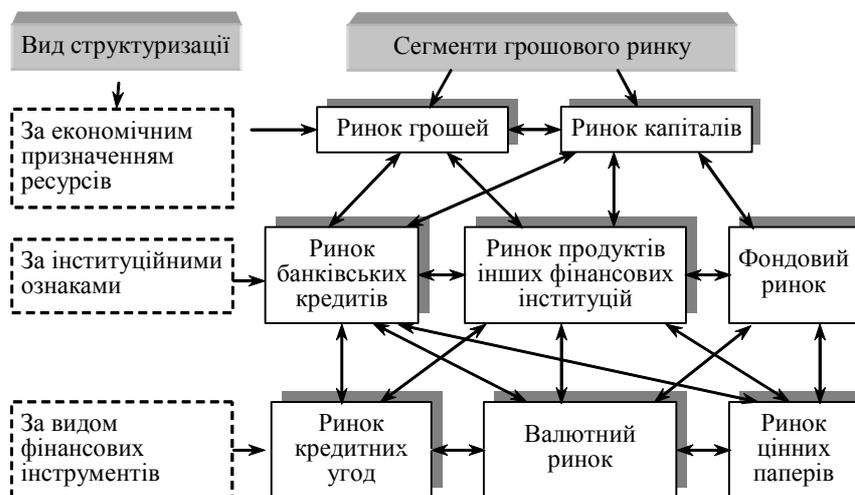 Вид структуризації
Сегменти грошового ринку
За економічним
призначенням
ресурсів
Ринок грошей
Ринок капіталів
За інституційними
ознаками
Ринок
банківських
кредитів
Ринок продуктів
інших фінансових
інституцій
Фондовий
ринок
За видом
фінансових
інструментів
Ринок
кредитних
угод
Валютний
ринок
Ринок
цінних
паперів